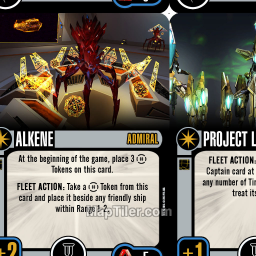 ALKENE
ADMIRAL
At the beginning of the game, place 3
Tokens on this card.
FLEET ACTION: Take a Token from this
card and place it beside any friendly ship
within Range 1-2.
+2
PROJECT L
FLEET ACTION:
Captain card at
any number of Ti
treat its
+1
MapTiler.com